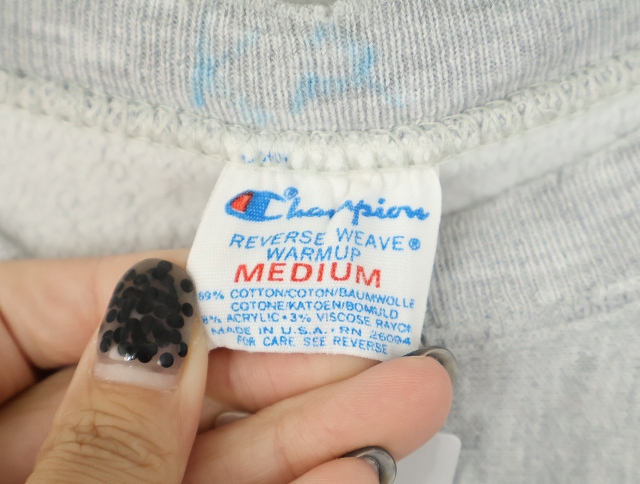 Champion
REVERSE WEAVE®
WARMUP
MEDIUM
89% COTTON/COTON/BAUMWOLLE
COTONE/KATOEN/BOMULD
8% ACRYLIC • 3% VISCOSE RAYON
MADE IN U.S.A. • RN 26094
FOR CARE SEE REVERSE